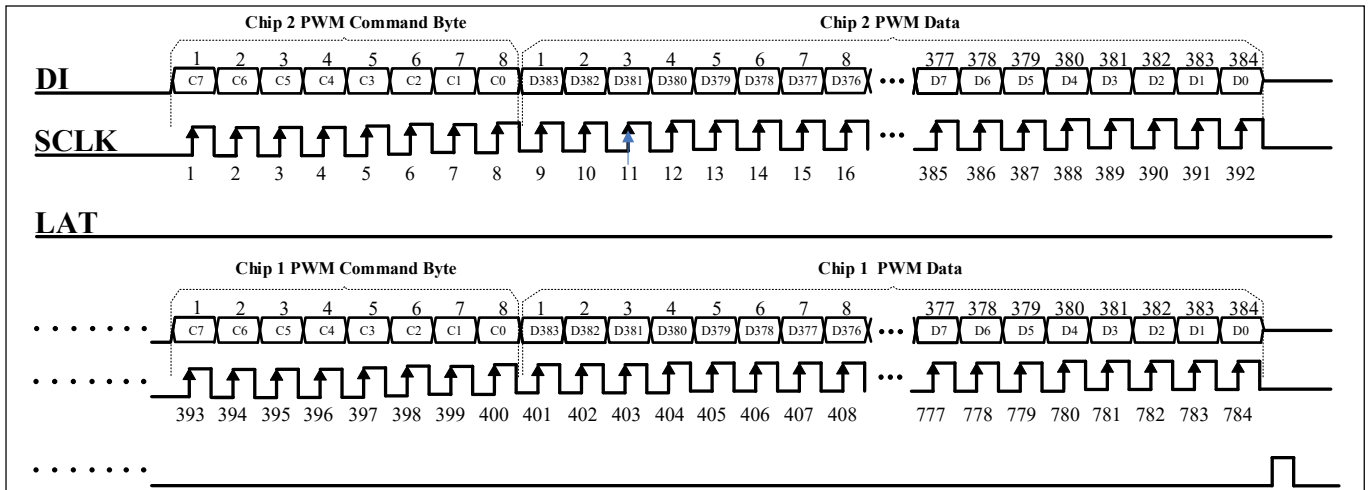 Chip 2 PWM Command Byte Chip 2 PWM Data
1 2 3 4 5 6 7 8 1 2 3 4 5 6 7 8 377 378 379 380 381 382 383 384
DI C7 C6 C5 C4 C3 C2 C1 C0 D383 D382 D381 D380 D379 D378 D377 D376 ••• D7 D6 D5 D4 D3 D2 D1 D0
SCLK •••
1 2 3 4 5 6 7 8 9 10 11 12 13 14 15 16 385 386 387 388 389 390 391 392
LAT
Chip 1 PWM Command Byte Chip 1 PWM Data
1 2 3 4 5 6 7 8 1 2 3 4 5 6 7 8 377 378 379 380 381 382 383 384
C7 C6 C5 C4 C3 C2 C1 C0 D383 D382 D381 D380 D379 D378 D377 D376 ••• D7 D6 D5 D4 D3 D2 D1 D0
393 394 395 396 397 398 399 400 401 402 403 404 405 406 407 408 777 778 779 780 781 782 783 784